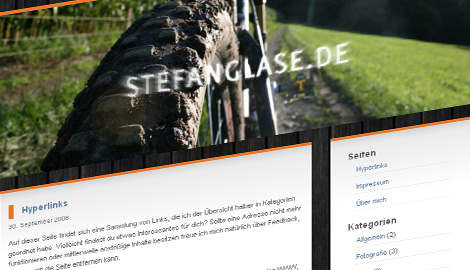 STEFANGLASE.DE
Hyperlinks
30. September 2008
Auf dieser Seite findet sich eine Sammlung von Links, die ich der Übersicht halber in Kategorien
geordnet habe. Vielleicht findest du etwas Interessantes für dich? Sollte eine Adresse nicht mehr
funktionieren oder mittlerweile anstößige Inhalte besitzen freue ich mich natürlich über Feedback,
ich die Seite entfernen kann.
WWW,
Seiten
Hyperlinks
Impressum
Über mich
Kategorien
Allgemein (2)
Fotografie (3)